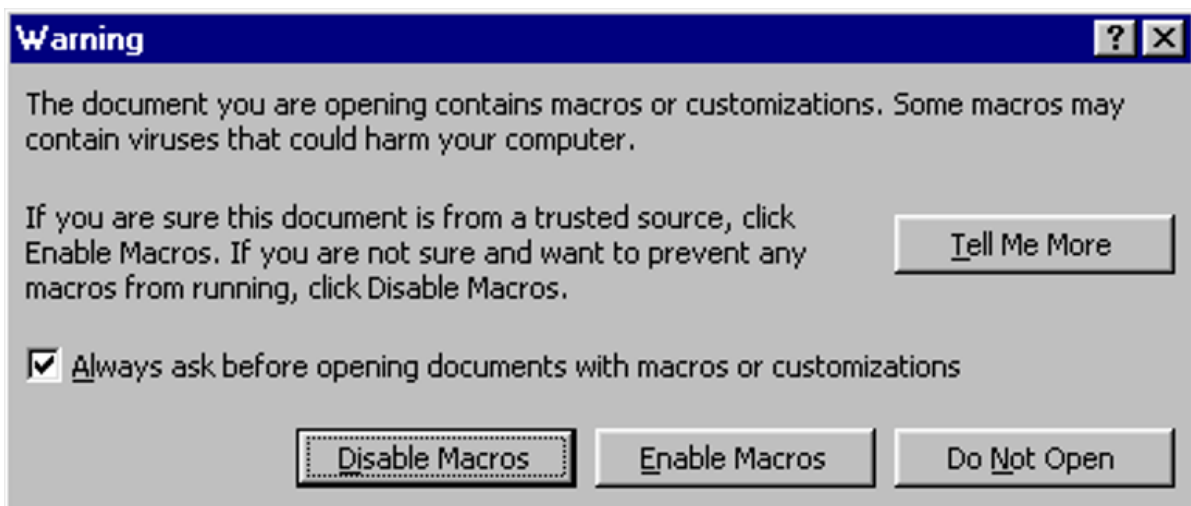 Warning
The document you are opening contains macros or customizations. Some macros may
contain viruses that could harm your computer.
If you are sure this document is from a trusted source, click
Enable Macros. If you are not sure and want to prevent any
macros from running, click Disable Macros.
Tell Me More
Always ask before opening documents with macros or customizations
Disable Macros
Enable Macros
Do Not Open